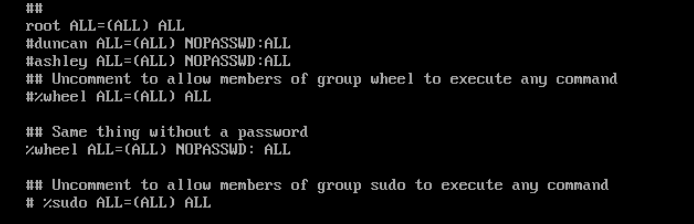 ##
root ALL=(ALL) ALL
#duncan ALL=(ALL) NOPASSWD:ALL
#ashley ALL=(ALL) NOPASSWD:ALL
## Uncomment to allow members of group wheel to execute any command
#%wheel ALL=(ALL) ALL
## Same thing without a password
%wheel ALL=(ALL) NOPASSWD: ALL
## Uncomment to allow members of group sudo to execute any command
# %sudo ALL=(ALL) ALL